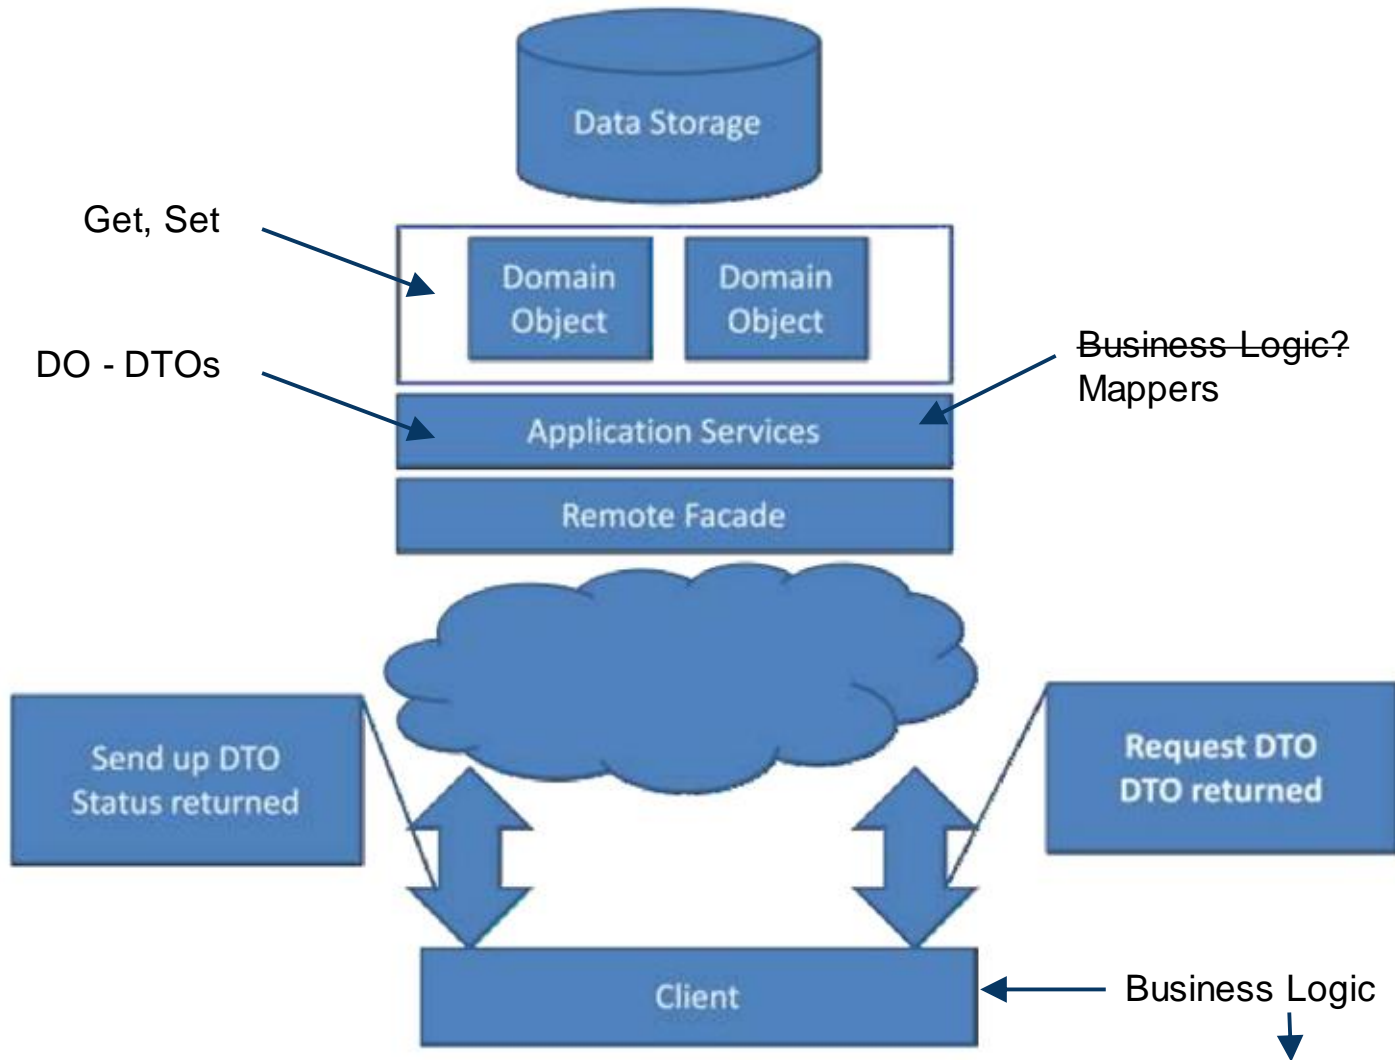 Data Storage
Get, Set
Domain
Object
Domain
Object
DO - DTOs
Business Logic?
Mappers
Application Services
Remote Facade
Send up DTO
Status returned
Request DTO
DTO returned
Client
Business Logic